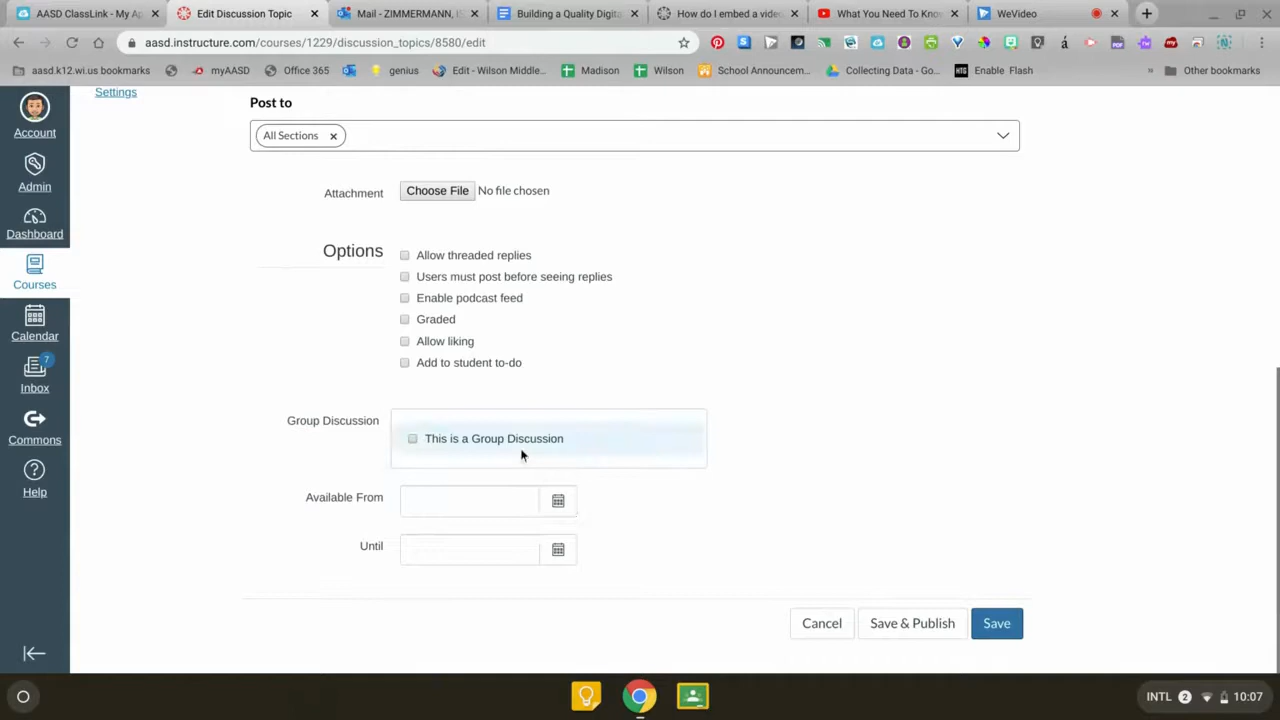 AASD ClassLink - My Ap
Edit Discussion Topic
Mail - ZIMMERMANN, E
Building a Quality Digita
How do I embed a video
What You Need To Know
WeVideo
aasd.instructure.com/courses/1229/discussion_topics/8580/edit
aasd.k12.wi.us bookmarks
myAASD
Office 365
genius
Edit - Wilson Middle...
Madison
Wilson
School Announcem...
Collecting Data - Go...
HTG
Enable Flash
»
Other bookmarks
Settings
Account
Admin
Dashboard
Courses
Calendar
7
Inbox
Commons
Help
Post to
All Sections
Attachment
Choose File No file chosen
Options
Allow threaded replies
Users must post before seeing replies
Enable podcast feed
Graded
Allow liking
Add to student to-do
Group Discussion
This is a Group Discussion
Available From
Until
Cancel
Save & Publish
Save
INTL 2 10:07